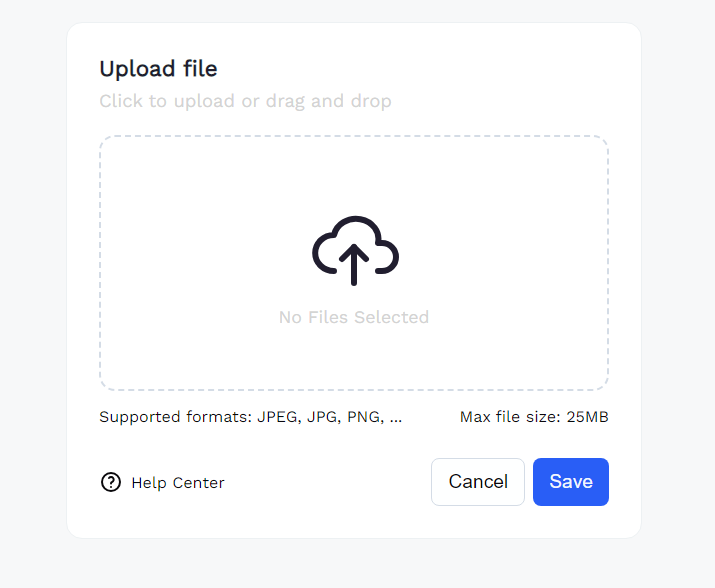 Upload file
Click to upload or drag and drop
No Files Selected
Supported formats: JPEG, JPG, PNG, ... Max file size: 25MB
Help Center Cancel Save